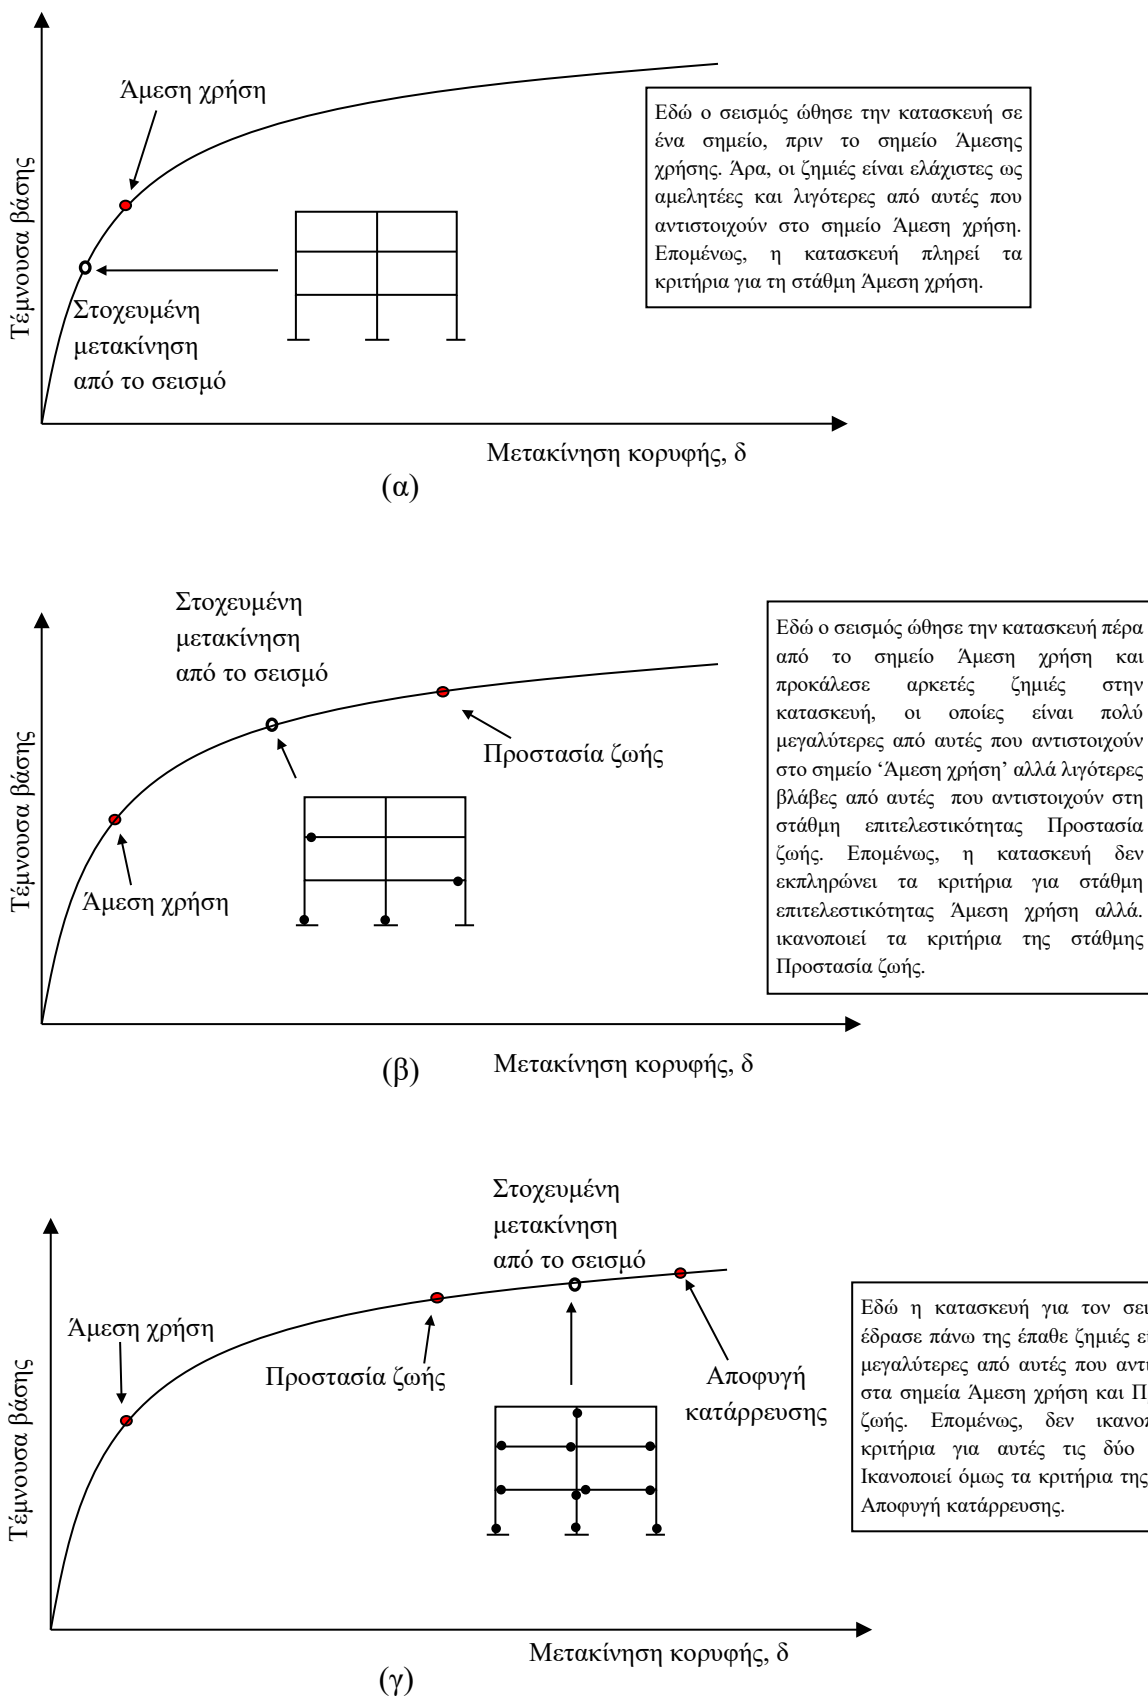 Άμεση χρήση
Τέμνουσα βάσης
Στοχευμένη
μετακίνηση
από το σεισμό
Εδώ ο σεισμός ώθησε την κατασκευή σε
ένα σημείο, πριν το σημείο Άμεσης
χρήσης. Άρα, οι ζημιές είναι ελάχιστες ως
αμελητέες και λιγότερες από αυτές που
αντιστοιχούν στο σημείο Άμεση χρήση.
Επομένως, η κατασκευή πληρεί τα
κριτήρια για τη στάθμη Άμεση χρήση.
Μετακίνηση κορυφής, δ
(α)
Στοχευμένη
μετακίνηση
από το σεισμό
Προστασία ζωής
Τέμνουσα βάσης
Άμεση χρήση
Εδώ ο σεισμός ώθησε την κατασκευή πέρα
από το σημείο Άμεση χρήση και
προκάλεσε αρκετές ζημιές στην
κατασκευή, οι οποίες είναι πολύ
μεγαλύτερες από αυτές που αντιστοιχούν
στο σημείο ‘Άμεση χρήση’ αλλά λιγότερες
βλάβες από αυτές που αντιστοιχούν στη
στάθμη επιτελεστικότητας Προστασία
ζωής. Επομένως, η κατασκευή δεν
εκπληρώνει τα κριτήρια για στάθμη
επιτελεστικότητας Άμεση χρήση αλλά.
ικανοποιεί τα κριτήρια της στάθμης
Προστασία ζωής.
Μετακίνηση κορυφής, δ
(β)
Στοχευμένη
μετακίνηση
από το σεισμό
Άμεση χρήση
Προστασία ζωής
Αποφυγή
κατάρρευσης
Τέμνουσα βάσης
Εδώ η κατασκευή για τον
έδρασε πάνω της έπαθε ζημιές
μεγαλύτερες από αυτές που
στα σημεία Άμεση χρήση και
ζωής. Επομένως, δεν
κριτήρια για αυτές τις δύο
Ικανοποιεί όμως τα κριτήρια της
Αποφυγή κατάρρευσης.
Μετακίνηση κορυφής, δ
(γ)